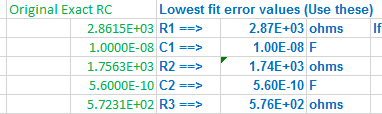 Original Exact RC Lowest fit error values (Use these)
2.8615E+03 R1 ==> 2.87E+03 ohms If
1.0000E-08 C1 ==> 1.00E-08 F
1.7563E+03 R2 ==> 1.74E+03 ohms
5.6000E-10 C2 ==> 5.60E-10 F
5.7231E+02 R3 ==> 5.76E+02 ohms